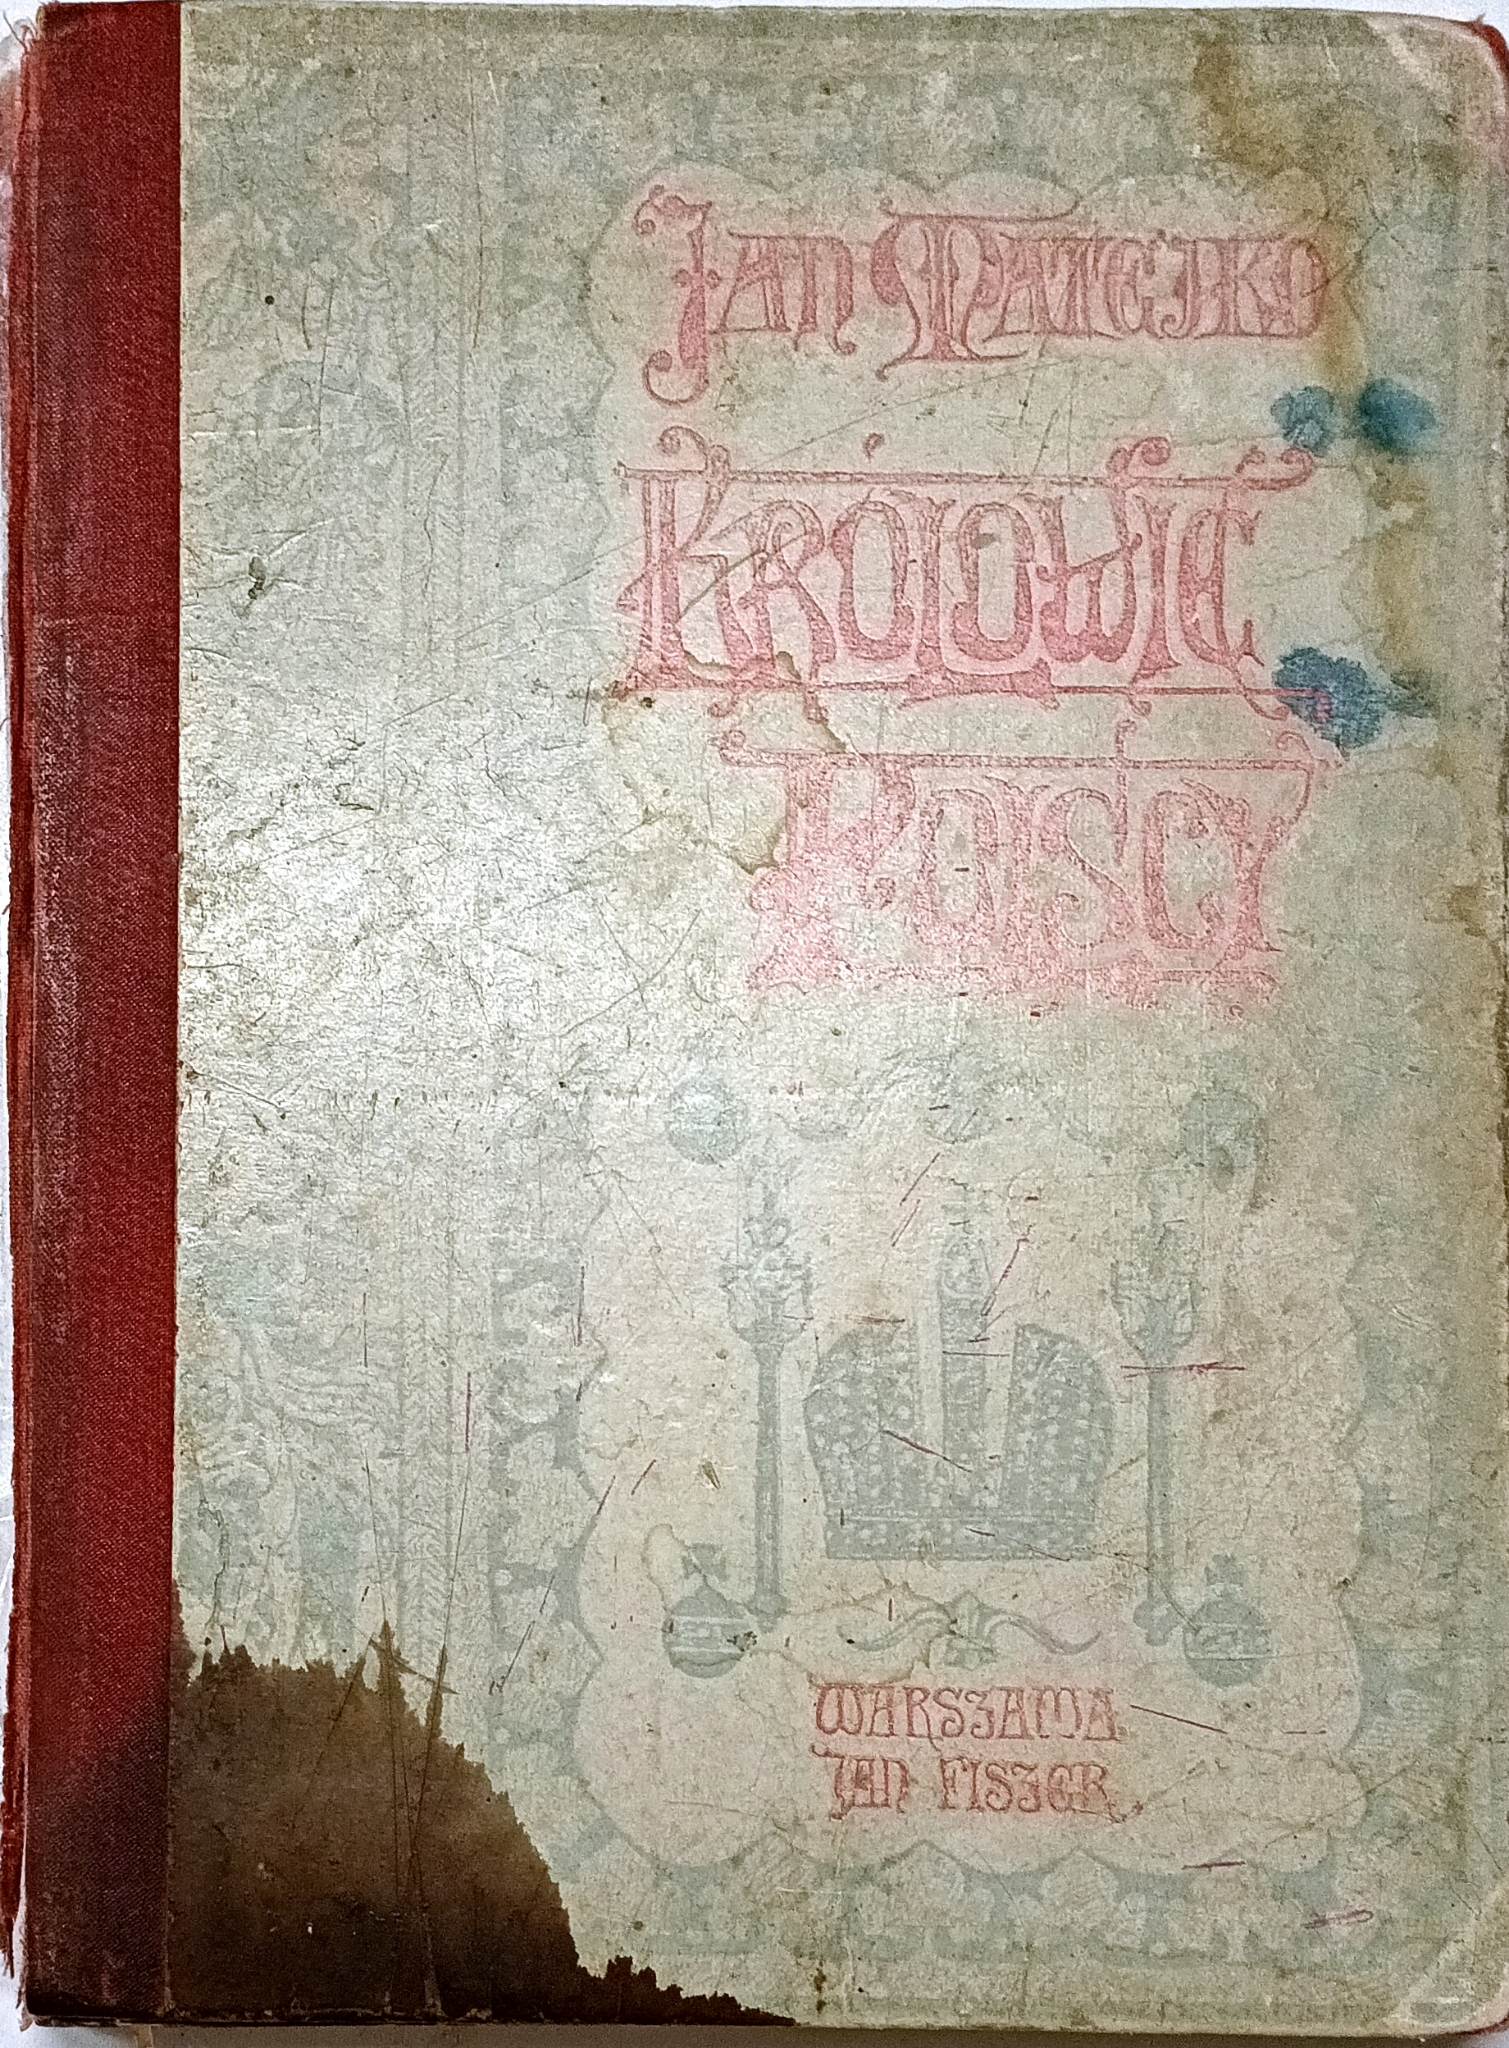 JAN MATEJKO
KRÓLOWIE
POLSCY
WARSZAWA
JAN FISZER